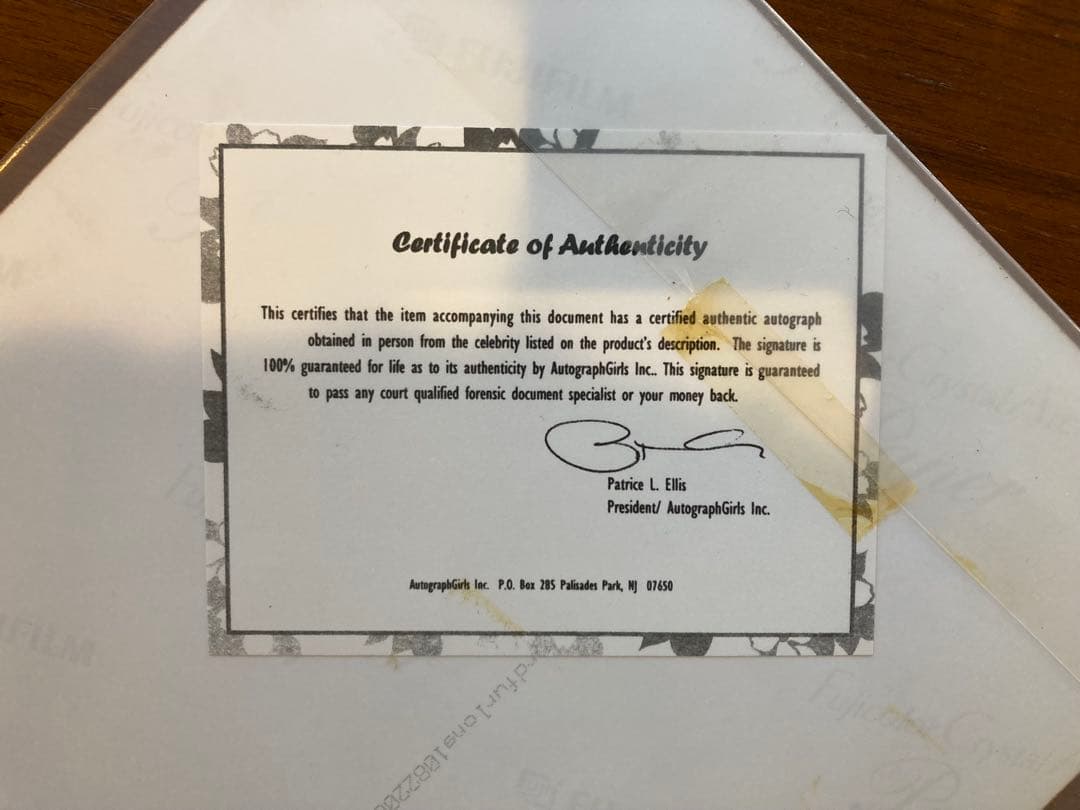 Certificate of Authenticity
This certifies that the item accompanying this document has a certified authentic autograph
obtained in person from the celebrity listed on the product's description. The signature is
100% guaranteed for life as to its authenticity by AutographGirls Inc.. This signature is guaranteed
to pass any court qualified forensic document specialist or your money back.
Patrice L. Ellis
President/ AutographGirls Inc.
AutographGirls Inc. P.O. Box 285 Palisades Park, NJ 07650